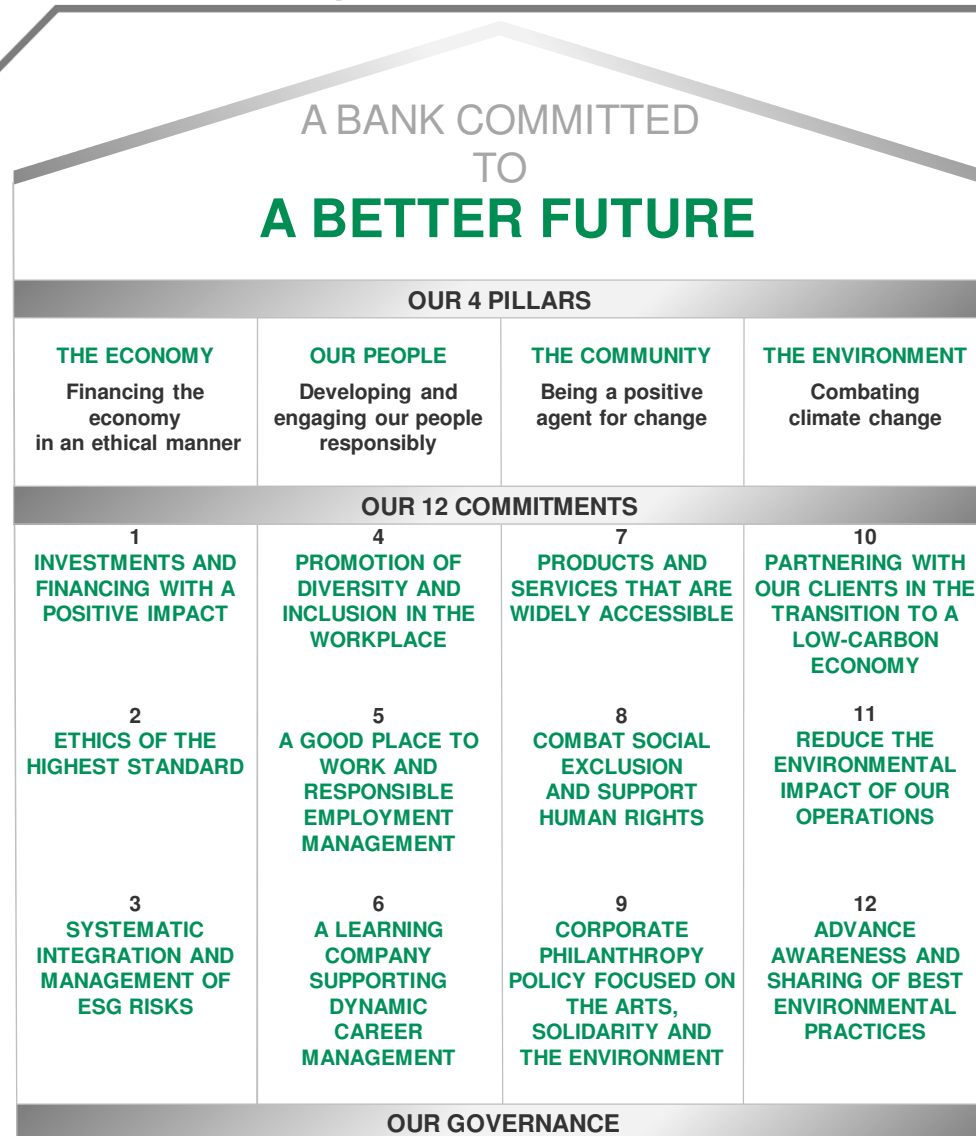 A BANK COMMITTED
TO
A BETTER FUTURE
OUR 4 PILLARS
THE ECONOMY
Financing the
economy
in an ethical manner
OUR PEOPLE
Developing and
engaging our people
responsibly
THE COMMUNITY
Being a positive
agent for change
THE ENVIRONMENT
Combating
climate change
OUR 12 COMMITMENTS
1
INVESTMENTS AND
FINANCING WITH A
POSITIVE IMPACT
2
ETHICS OF THE
HIGHEST STANDARD
3
SYSTEMATIC
INTEGRATION AND
MANAGEMENT OF
ESG RISKS
4
PROMOTION OF
DIVERSITY AND
INCLUSION IN THE
WORKPLACE
5
A GOOD PLACE TO
WORK AND
RESPONSIBLE
EMPLOYMENT
MANAGEMENT
6
A LEARNING
COMPANY
SUPPORTING
DYNAMIC
CAREER
MANAGEMENT
7
PRODUCTS AND
SERVICES THAT ARE
WIDELY ACCESSIBLE
8
COMBAT SOCIAL
EXCLUSION
AND SUPPORT
HUMAN RIGHTS
9
CORPORATE
PHILANTHROPY
POLICY FOCUSED ON
THE ARTS,
SOLIDARITY AND
THE ENVIRONMENT
10
PARTNERING WITH
OUR CLIENTS IN THE
TRANSITION TO A
LOW-CARBON
ECONOMY
11
REDUCE THE
ENVIRONMENTAL
IMPACT OF OUR
OPERATIONS
12
ADVANCE
AWARENESS AND
SHARING OF BEST
ENVIRONMENTAL
PRACTICES
OUR GOVERNANCE